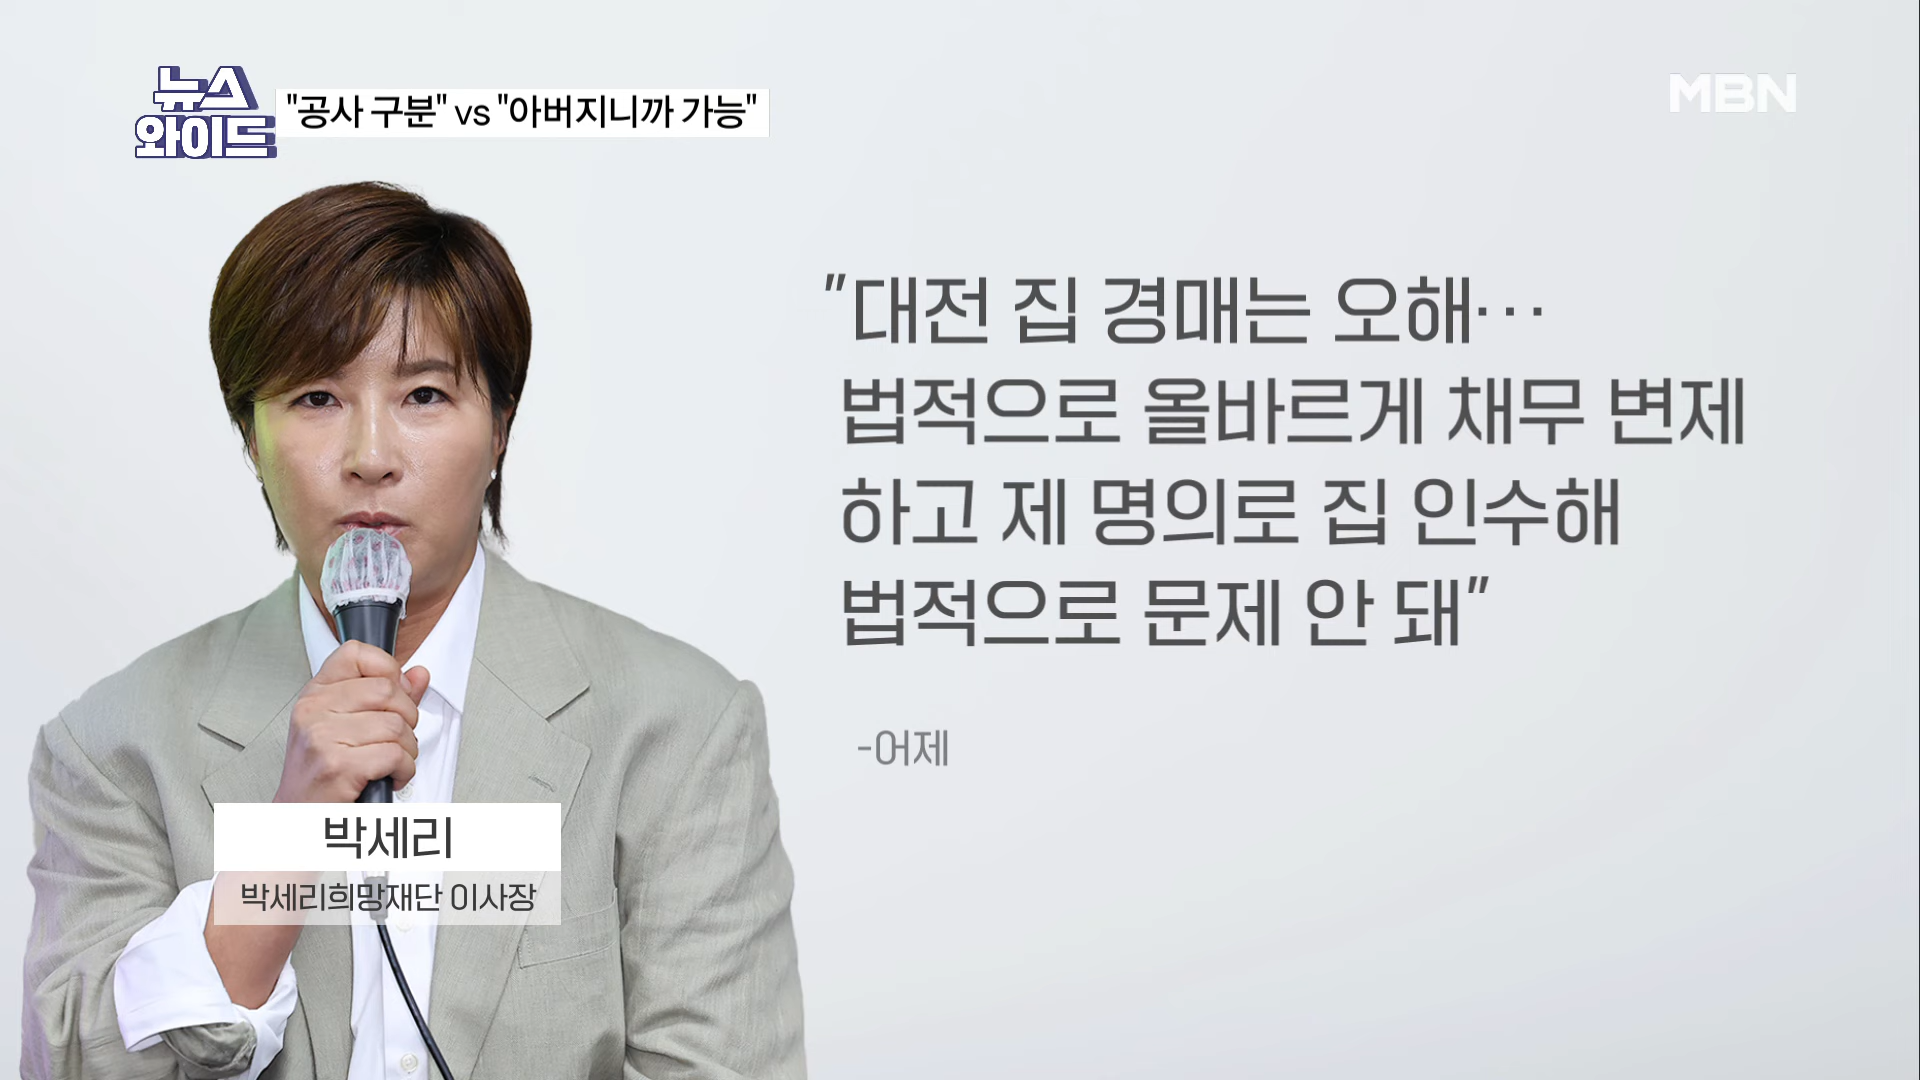 뉴스
와이드
"공사 구분" vs "아버지니까 가능"
MBN
"대전 집 경매는 오해…
법적으로 올바르게 채무 변제
하고 제 명의로 집 인수해
법적으로 문제 안 돼"
-어제
박세리
박세리희망재단 이사장